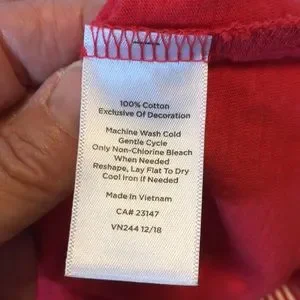 100% Cotton
Exclusive Of Decoration
Machine Wash Cold
Gentle Cycle
Only Non-Chlorine Bleach
When Needed
Reshape, Lay Flat To Dry
Cool Iron If Needed
Made In Vietnam
CA# 23147
VN244 12/18